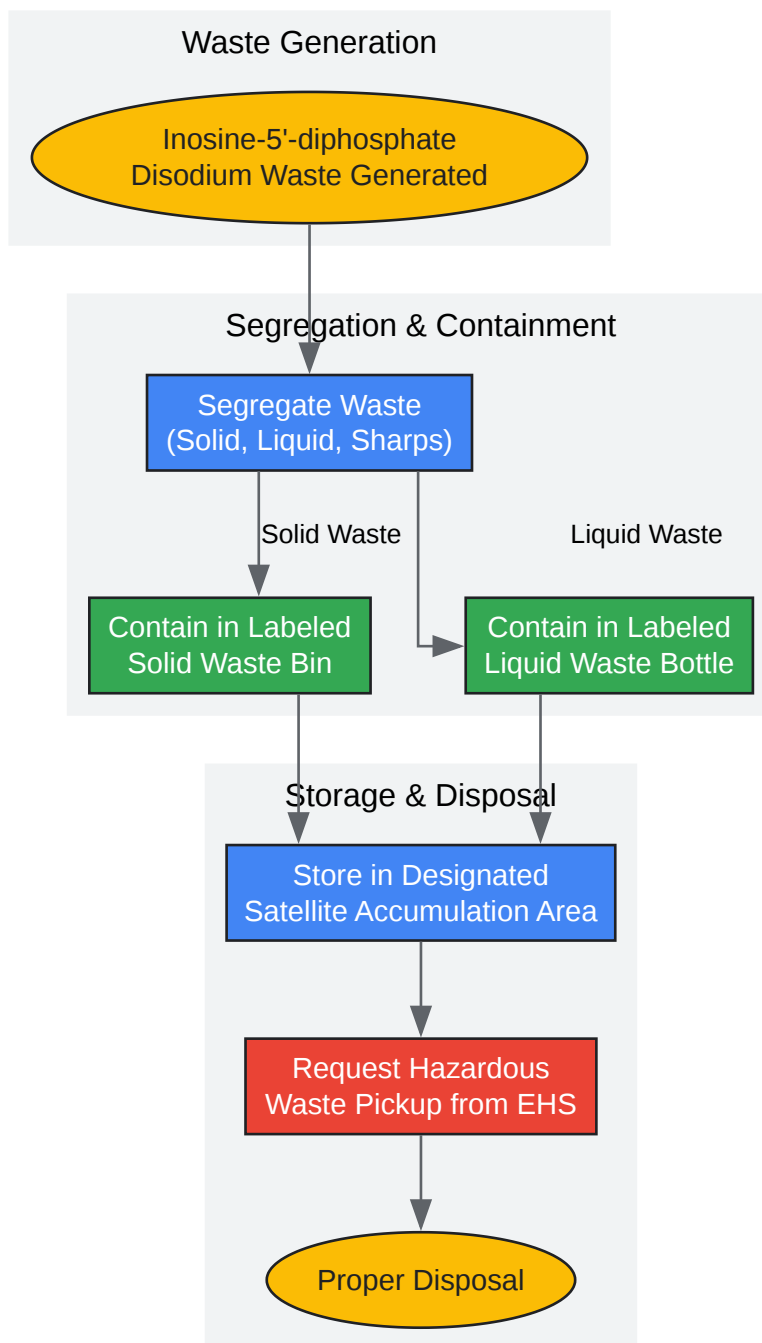 Waste Generation
Inosine-5'-diphosphate
Disodium Waste Generated
Segregation & Containment
Segregate Waste
(Solid, Liquid, Sharps)
Solid Waste
Liquid Waste
Contain in Labeled
Solid Waste Bin
Contain in Labeled
Liquid Waste Bottle
Storage & Disposal
Store in Designated
Satellite Accumulation Area
Request Hazardous
Waste Pickup from EHS
Proper Disposal